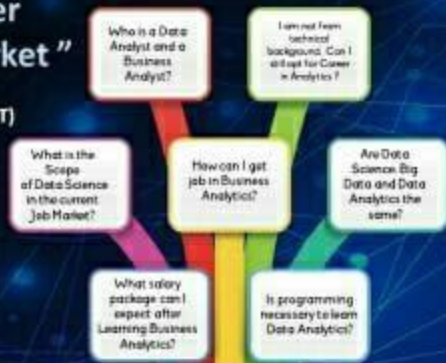 er
ket"
T)
Who is a Data
Analyst and a
Business
Analyst?
I am not from
technical
background. Can I
still opt for Career
in Analytics ?
What is the
Scope
of Data Science
in the current
Job Market?
How can I get
job in Business
Analytics?
Are Data
Science, Big
Data and Data
Analytics the
same?
What salary
package can I
expect after
Learning Business
Analytics?
Is programming
necessary to learn
Data Analytics?